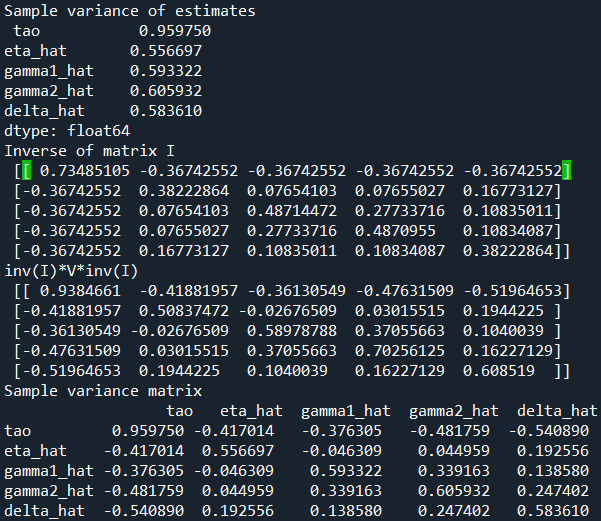 Sample variance of estimates
tao 0.959750
eta_hat 0.556697
gamma1_hat 0.593322
gamma2_hat 0.605932
delta_hat 0.583610
dtype: float64
Inverse of matrix I
[[ 0.73485105 -0.36742552 -0.36742552 -0.36742552 -0.36742552]
[-0.36742552 0.38222864 0.07654103 0.07655027 0.16773127]
[-0.36742552 0.07654103 0.48714472 0.27733716 0.10835011]
[-0.36742552 0.07655027 0.27733716 0.4870955 0.10834087]
[-0.36742552 0.16773127 0.10835011 0.10834087 0.38222864]]
inv(I)*V*inv(I)
[[ 0.9384661 -0.41881957 -0.36130549 -0.47631509 -0.51964653]
[-0.41881957 0.50837472 -0.02676509 0.03015515 0.1944225 ]
[-0.36130549 -0.02676509 0.58978788 0.37055663 0.1040039 ]
[-0.47631509 0.03015515 0.37055663 0.70256125 0.16227129]
[-0.51964653 0.1944225 0.1040039 0.16227129 0.608519 ]]
Sample variance matrix
tao eta_hat gamma1_hat gamma2_hat delta_hat
tao 0.959750 -0.417014 -0.376305 -0.481759 -0.540890
eta_hat -0.417014 0.556697 -0.046309 0.044959 0.192556
gamma1_hat -0.376305 -0.046309 0.593322 0.339163 0.138580
gamma2_hat -0.481759 0.044959 0.339163 0.605932 0.247402
delta_hat -0.540890 0.192556 0.138580 0.247402 0.583610